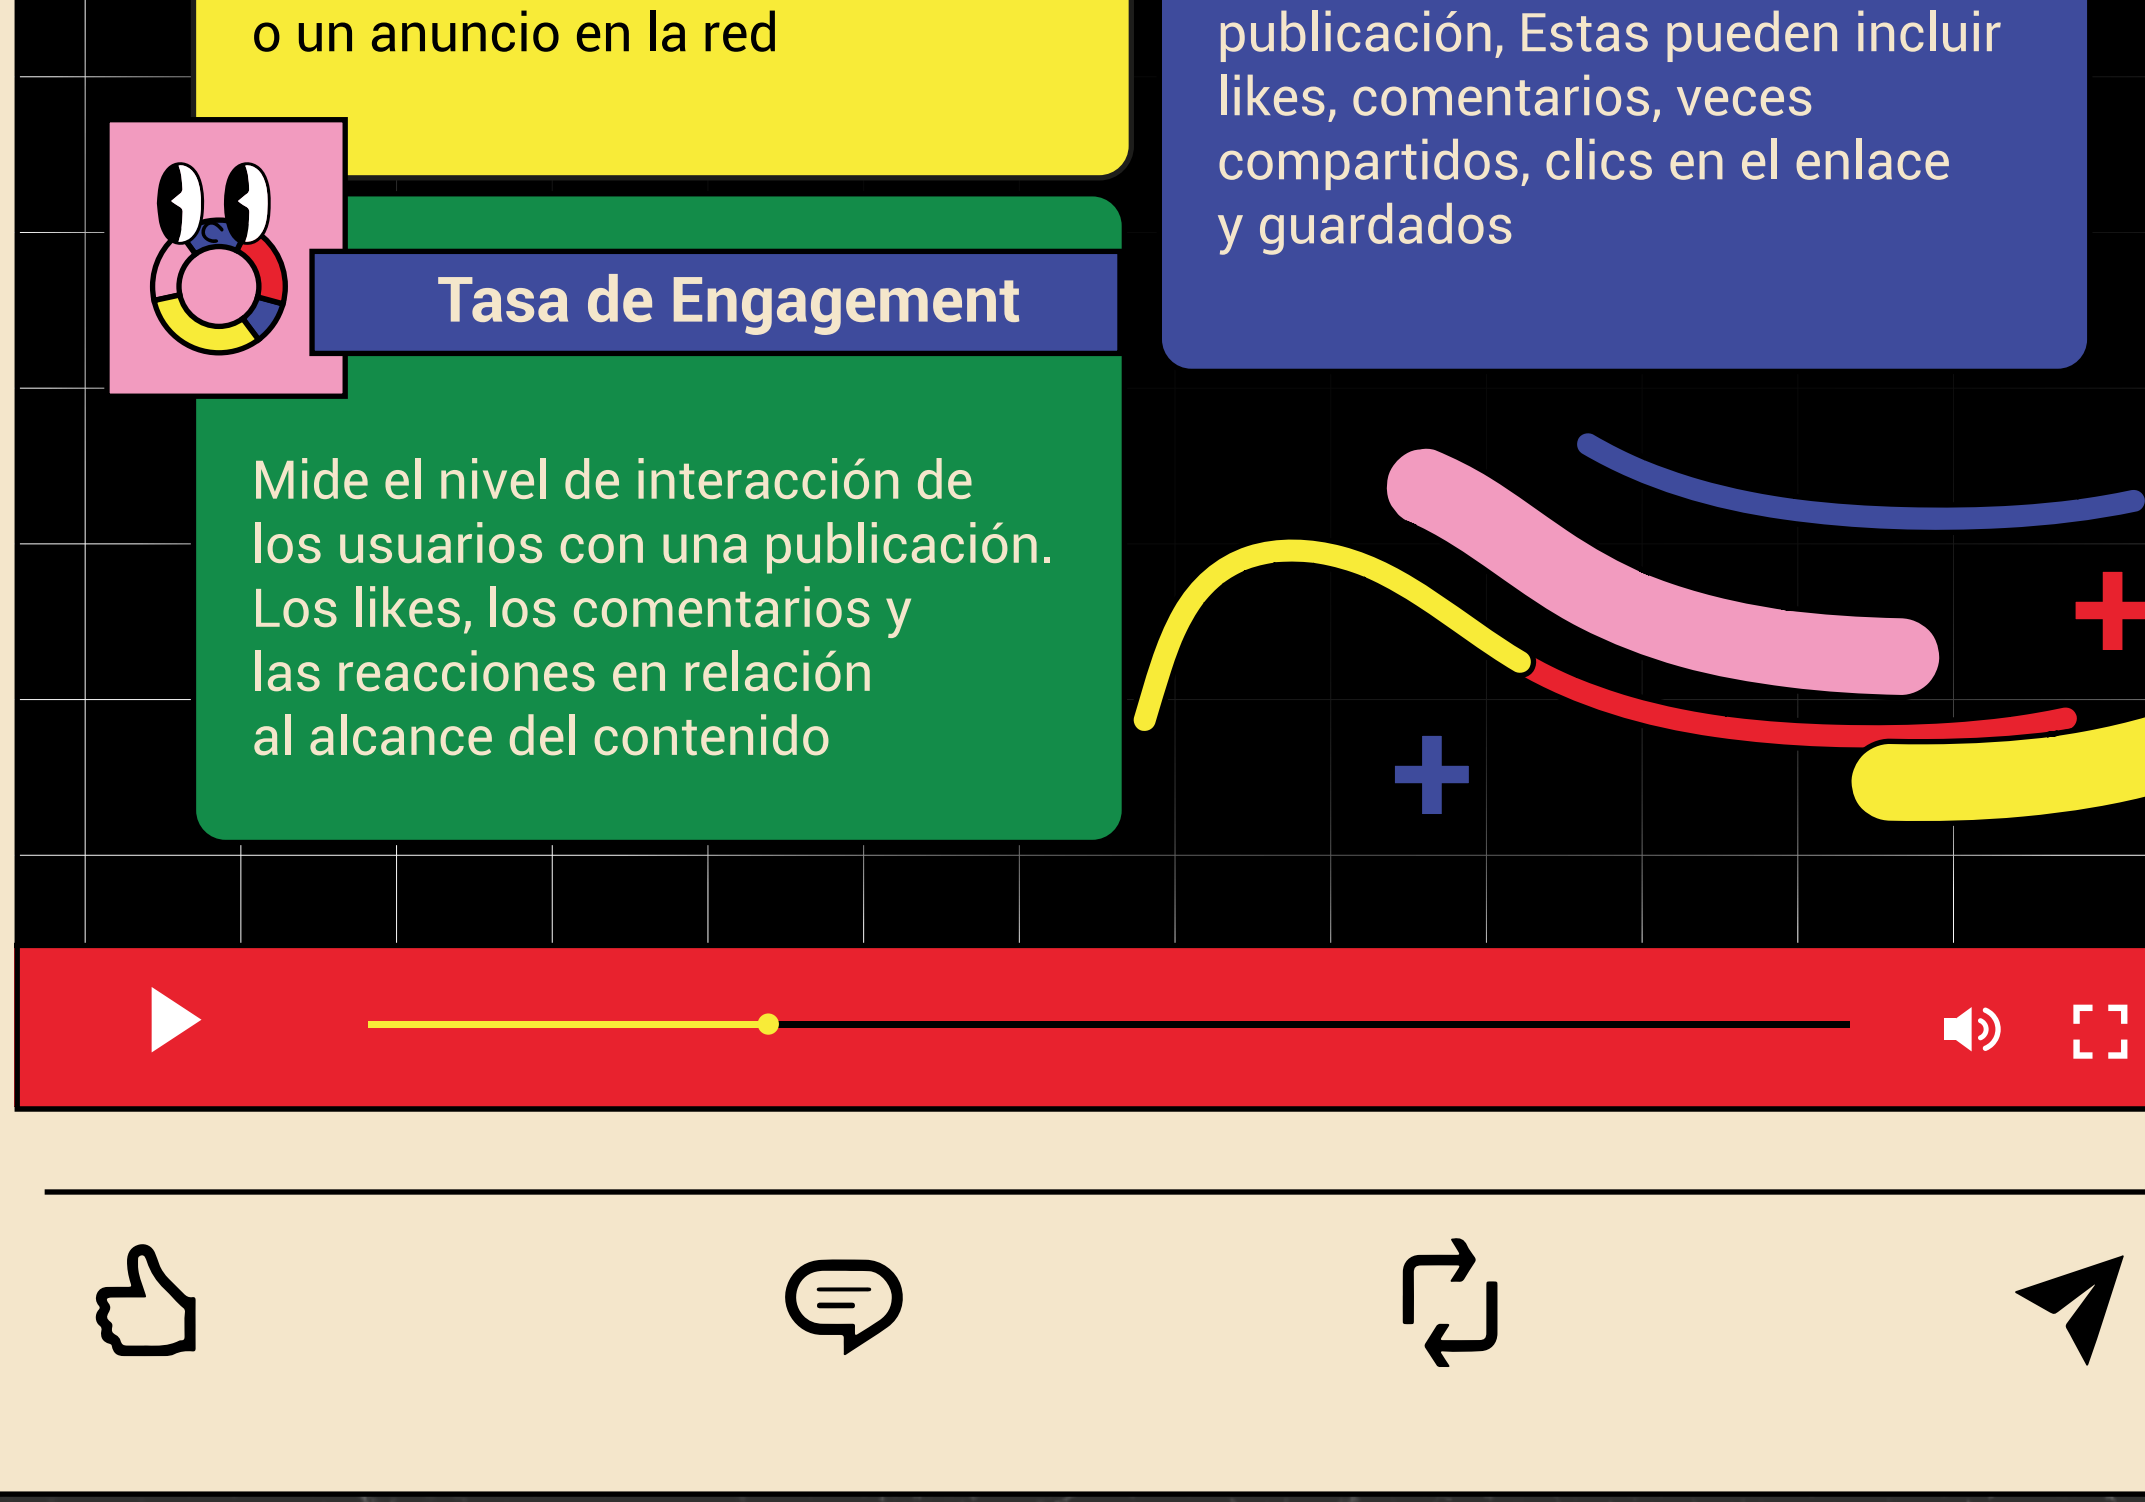 o un anuncio en la red
publicación, Estas pueden incluir
likes, comentarios, veces
compartidos, clics en el enlace
y guardados
Tasa de Engagement
Mide el nivel de interacción de
los usuarios con una publicación.
Los likes, los comentarios y
las reacciones en relación
al alcance del contenido